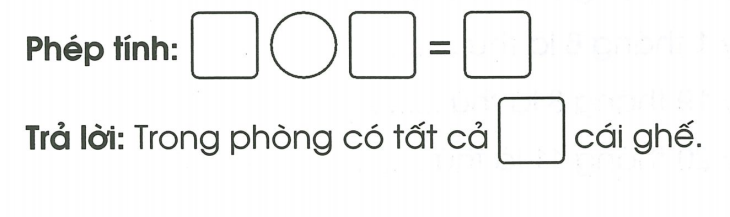 Phép tính: =
Trả lời: Trong phòng có tất cả cái ghế.